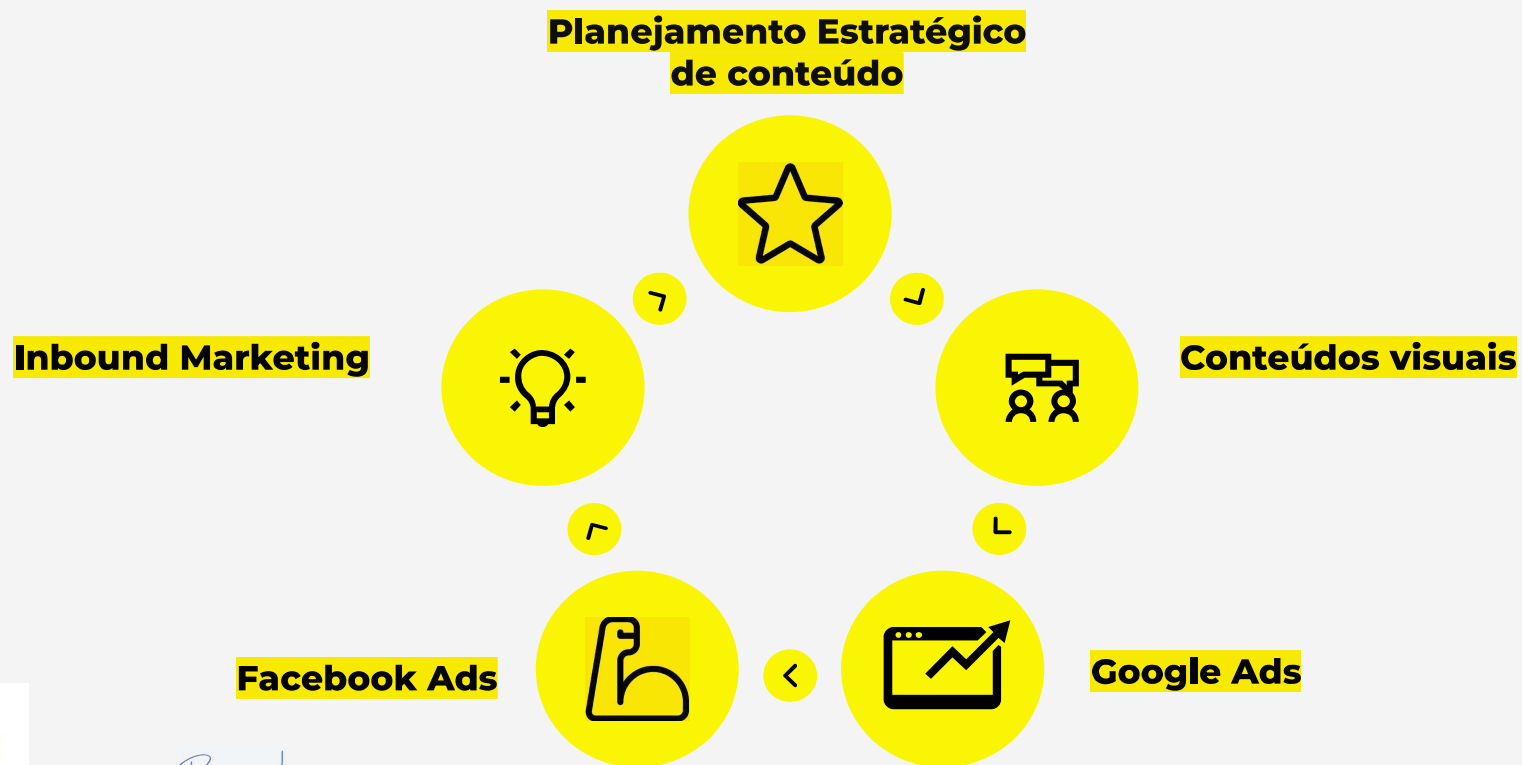 Planejamento Estratégico
de conteúdo
Inbound Marketing
Conteúdos visuais
Facebook Ads
Google Ads